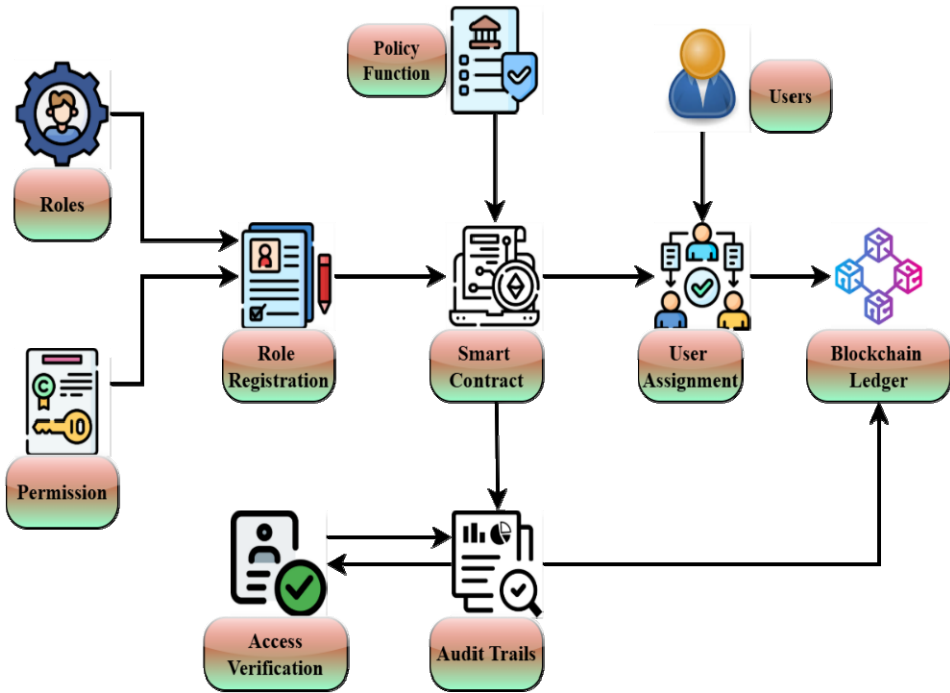 Policy
Function
Users
Roles
Role
Registration
Smart
Contract
User
Assignment
Blockchain
Ledger
Permission
Access
Verification
Audit Trails